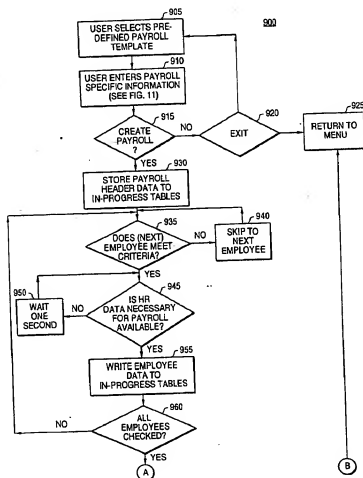 905
900
USER SELECTS PRE-
DEFINED PAYROLL
TEMPLATE
910
USER ENTERS PAYROLL
SPECIFIC INFORMATION
(SEE FIG. 11)
915
CREATE
PAYROLL
?
NO
920
EXIT
925
RETURN TO
MENU
YES
930
STORE PAYROLL
HEADER DATA TO
IN-PROGRESS TABLES
935
DOES (NEXT)
EMPLOYEE MEET
CRITERIA?
NO
940
SKIP TO
NEXT
EMPLOYEE
YES
945
950
WAIT
ONE
SECOND
NO
IS HR
DATA NECESSARY
FOR PAYROLL
AVAILABLE?
YES
955
WRITE EMPLOYEE
DATA TO
IN-PROGRESS TABLES
960
NO
ALL
EMPLOYEES
CHECKED?
YES
A
B